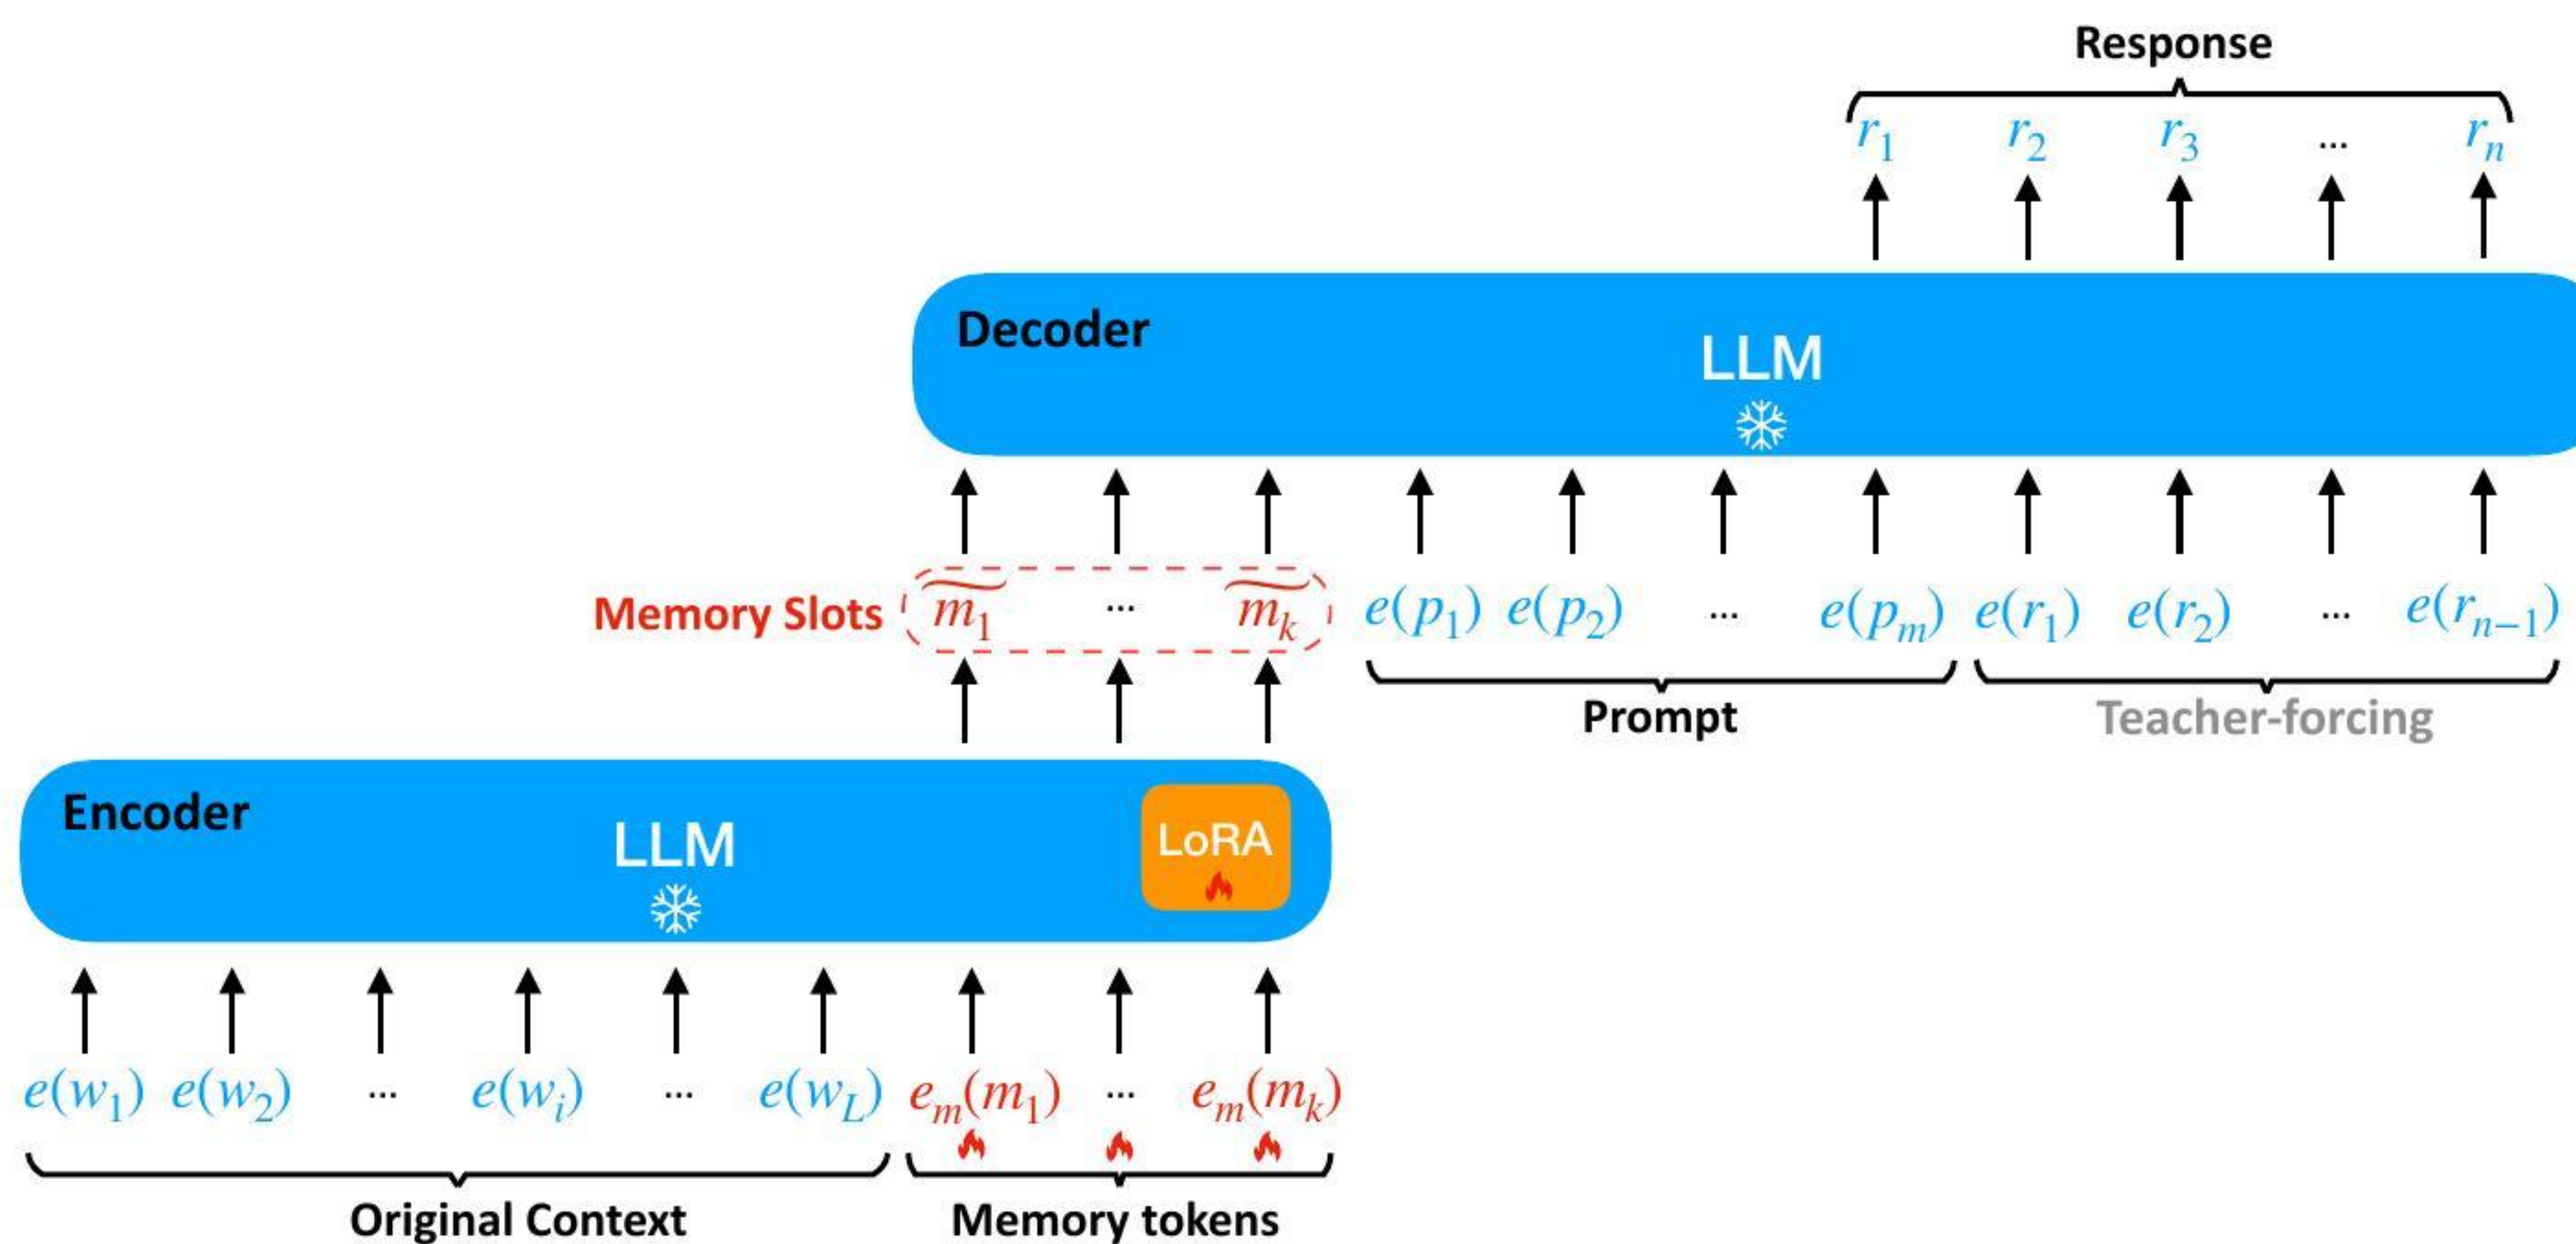 Response
r₁ r₂ r₃ ... rₙ
Decoder
LLM
Memory Slots m̃₁ ... m̃ₖ e(p₁) e(p₂) ... e(pₘ) e(r₁) e(r₂) ... e(rₙ₋₁)
Prompt Teacher-forcing
Encoder
LLM
LoRA
e(w₁) e(w₂) ... e(wᵢ) ... e(w_L) eₘ(m₁) ... eₘ(mₖ)
Original Context Memory tokens